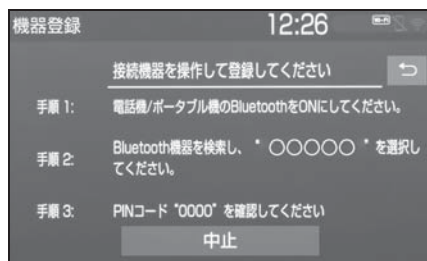 機器登録
12:26
Wi-Fi
接続機器を操作して登録してください
手順 1:
電話機/ポータブル機のBluetoothをONにしてください。
手順 2:
Bluetooth機器を検索し、"○○○○○"を選択し
てください。
手順 3:
PINコード"0000"を確認してください
中止